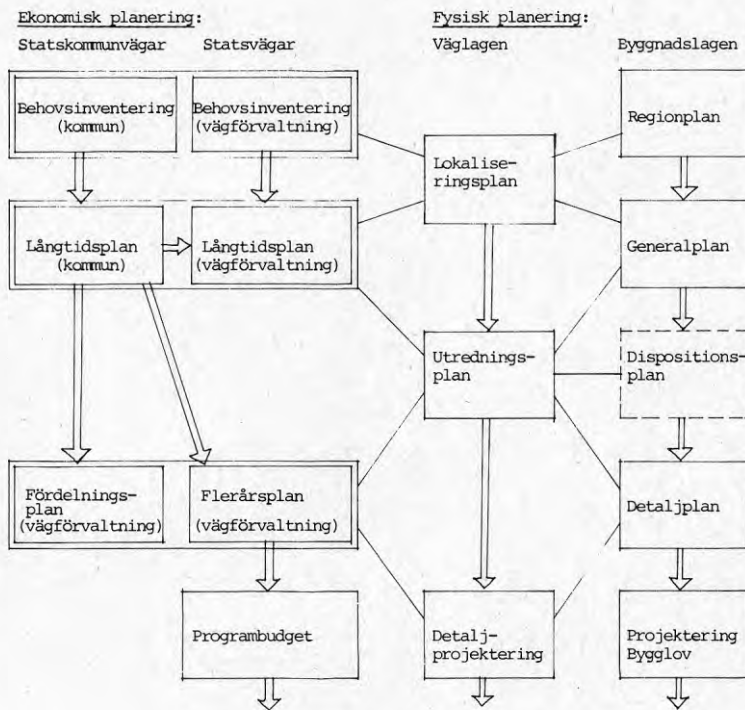 Ekonomisk planering:
Statskommunvägar
Statsvägar
Fysisk planering:
Väglagen
Byggnadslagen
Behovsinventering
(kommun)
Behovsinventering
(vägförvaltning)
Lokalise-
ringsplan
Regionplan
Långtidsplan
(kommun)
Långtidsplan
(vägförvaltning)
Generalplan
Utrednings-
plan
Dispositions-
plan
Fördelnings-
plan
(vägförvaltning)
Flerårsplan
(vägförvaltning)
Detaljplan
Programbudget
Detalj-
projektering
Projektering
Bygglov